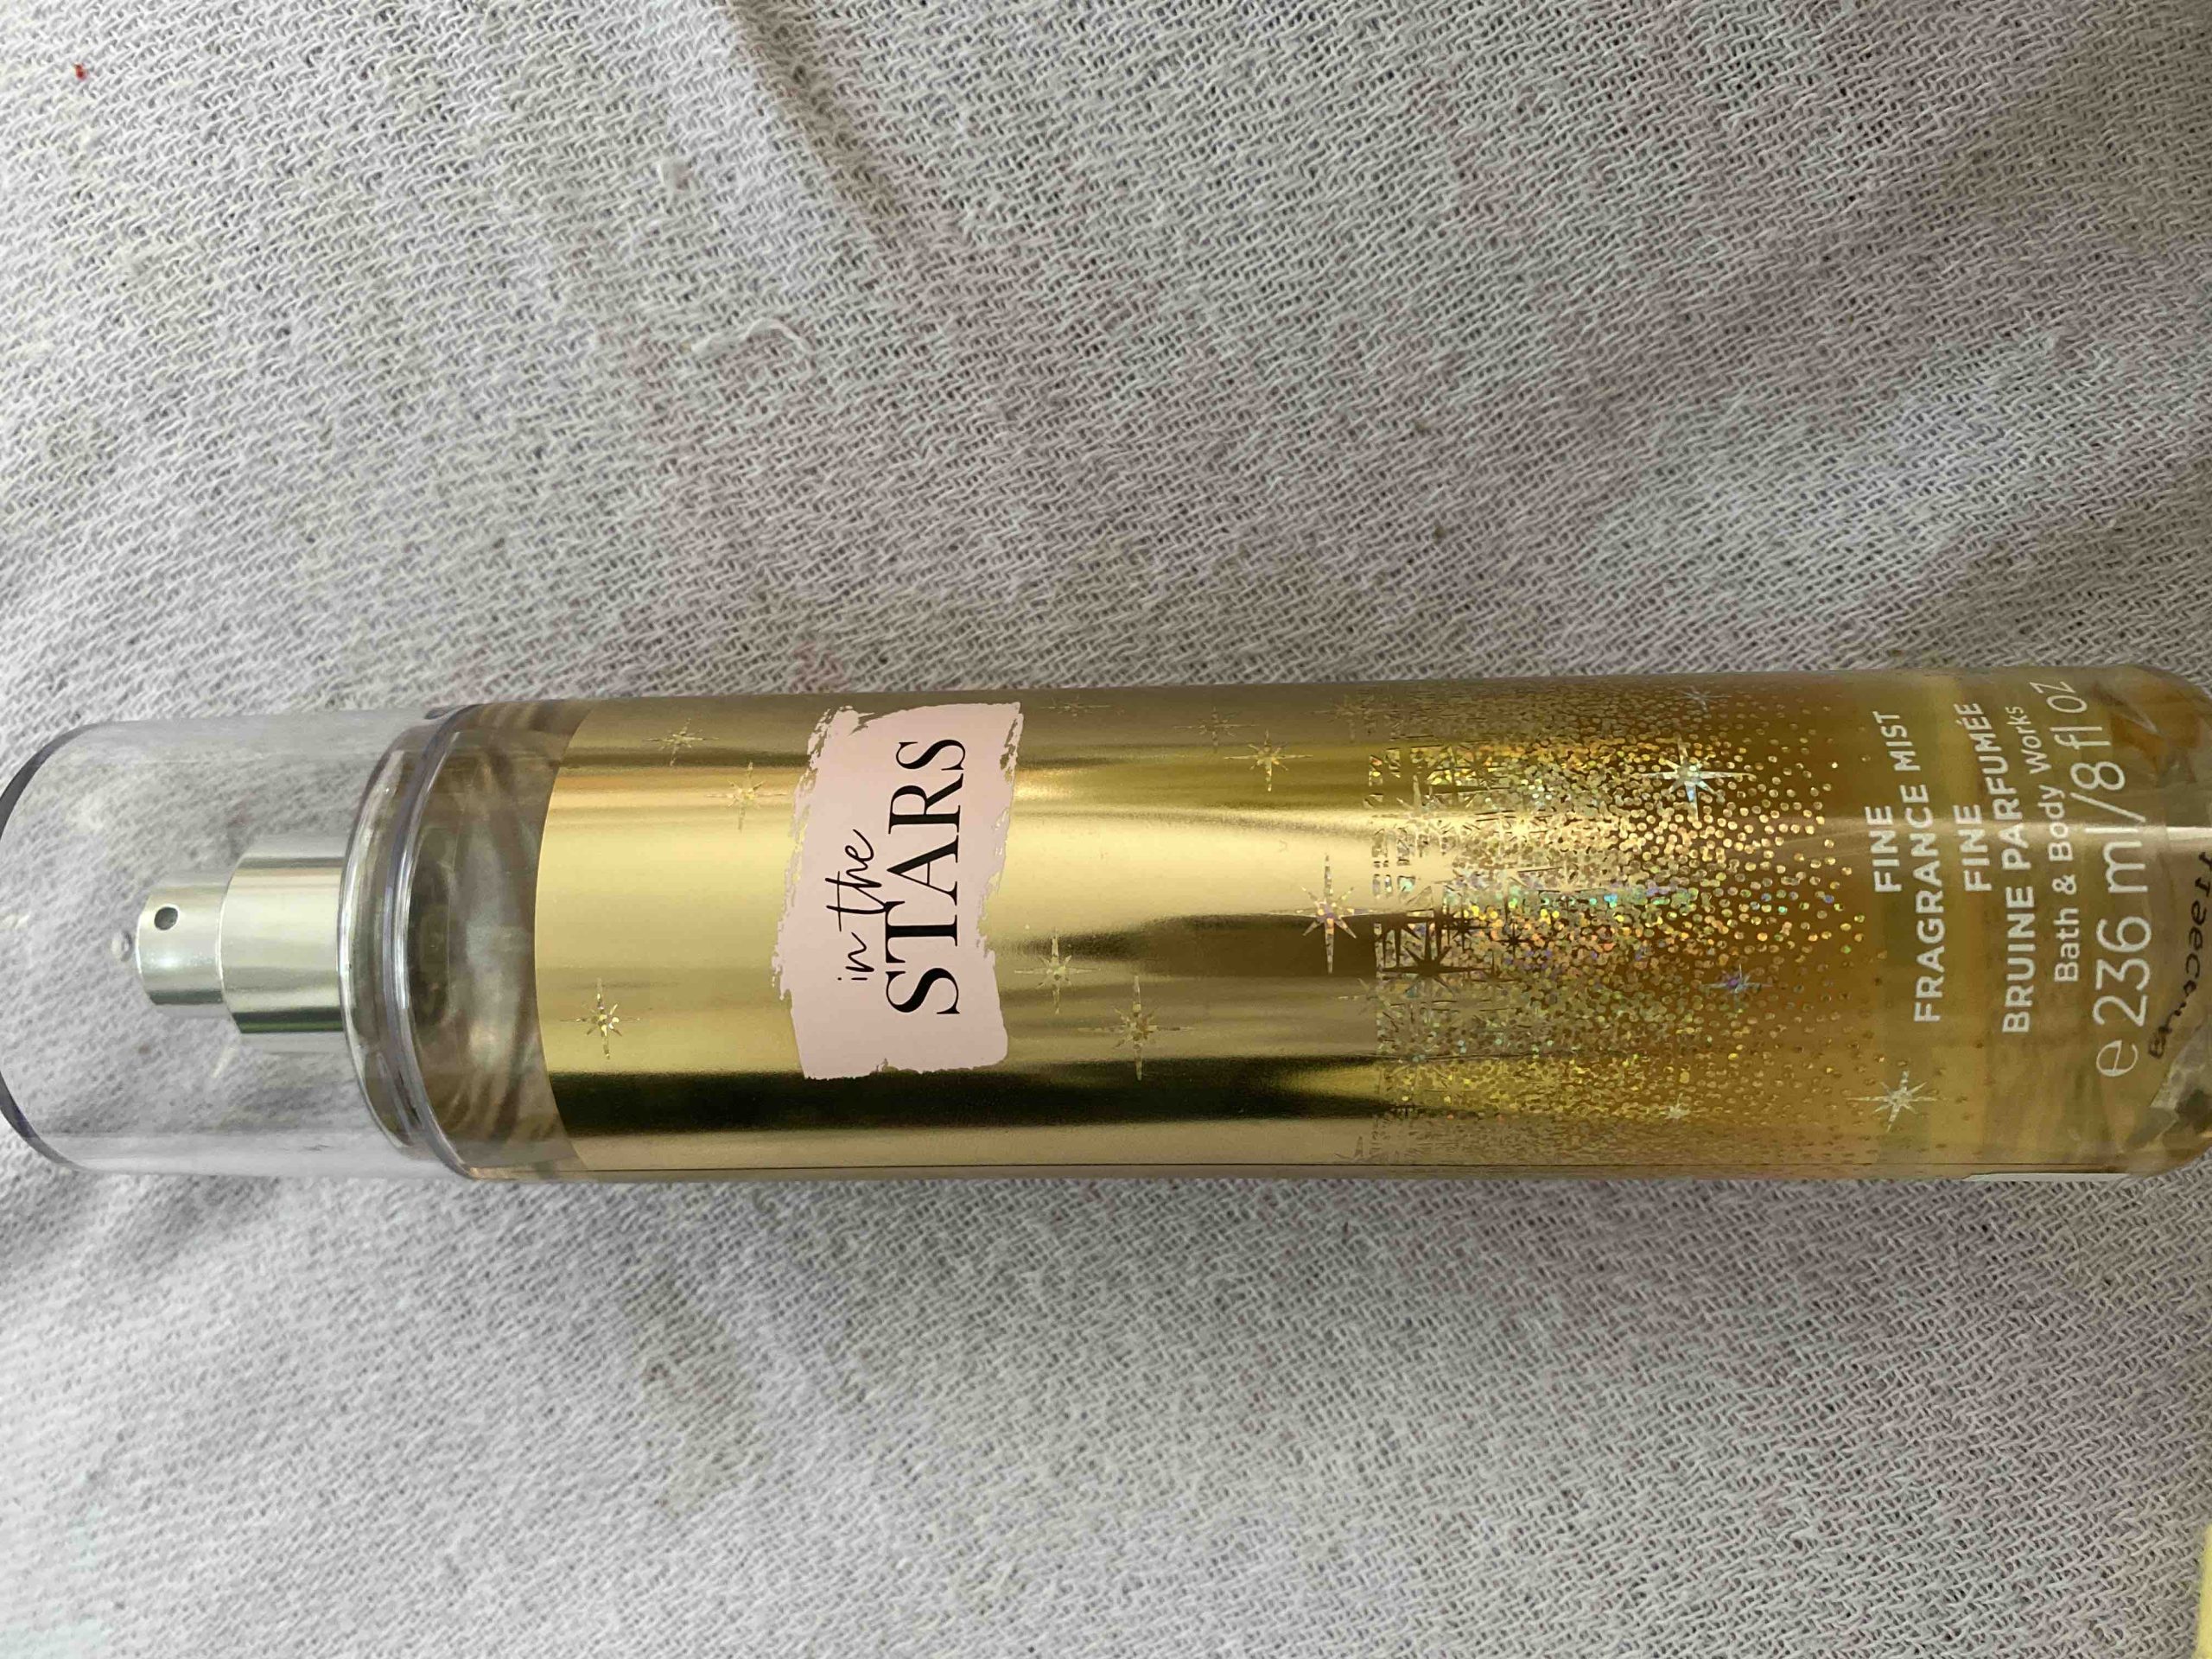 in the
STARS
FINE
FRAGRANCE MIST
FINE
BRUINE PARFUMÉE
Bath & Body Works
e 236 ml/8 fl oz